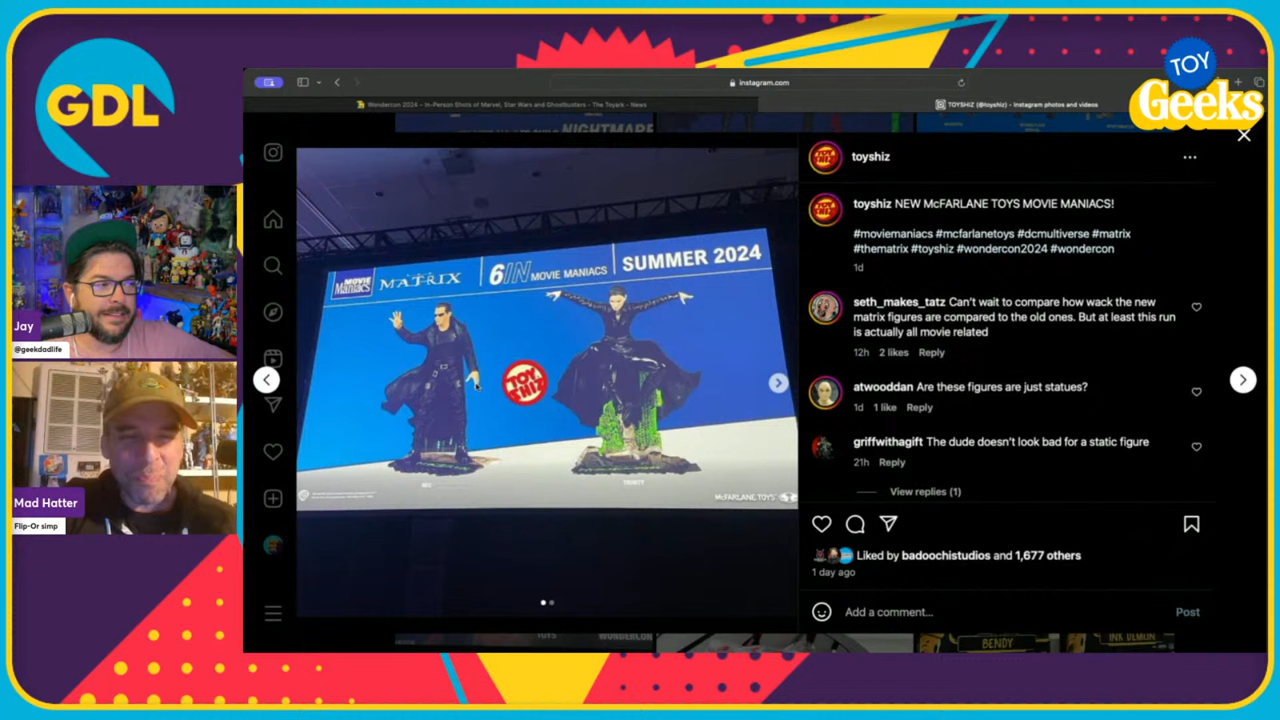 GDL
TOY
Geeks
instagram.com
Wondercon 2024 - In-Person Shots of Marvel, Star Wars and Ghostbusters - The Toyark - News
TOYSHIZ (@toyshiz) • Instagram photos and videos
NIGHTMARE
toyshiz
toyshiz NEW McFARLANE TOYS MOVIE MANIACS!
#moviemaniacs #mcfarlanetoys #dcmultiverse #matrix
#thematrix #toyshiz #wondercon2024 #wondercon
1d
seth_makes_tatz Can't wait to compare how wack the new
matrix figures are compared to the old ones. But at least this run
is actually all movie related
12h 2 likes Reply
atwooddan Are these figures are just statues?
1d 1 like Reply
griffwithagift The dude doesn't look bad for a static figure
21h Reply
View replies (1)
Liked by badoochistudios and 1,677 others
1 day ago
Add a comment... Post
MOVIE
MANIACS
MATRIX
6IN MOVIE MANIACS
SUMMER 2024
TOY
SHIZ
TRINITY
McFARLANE TOYS
Jay
@geekdadlife
Mad Hatter
Flip-Or simp
TOYS
WONDERCON
BENDY
INK DEMON